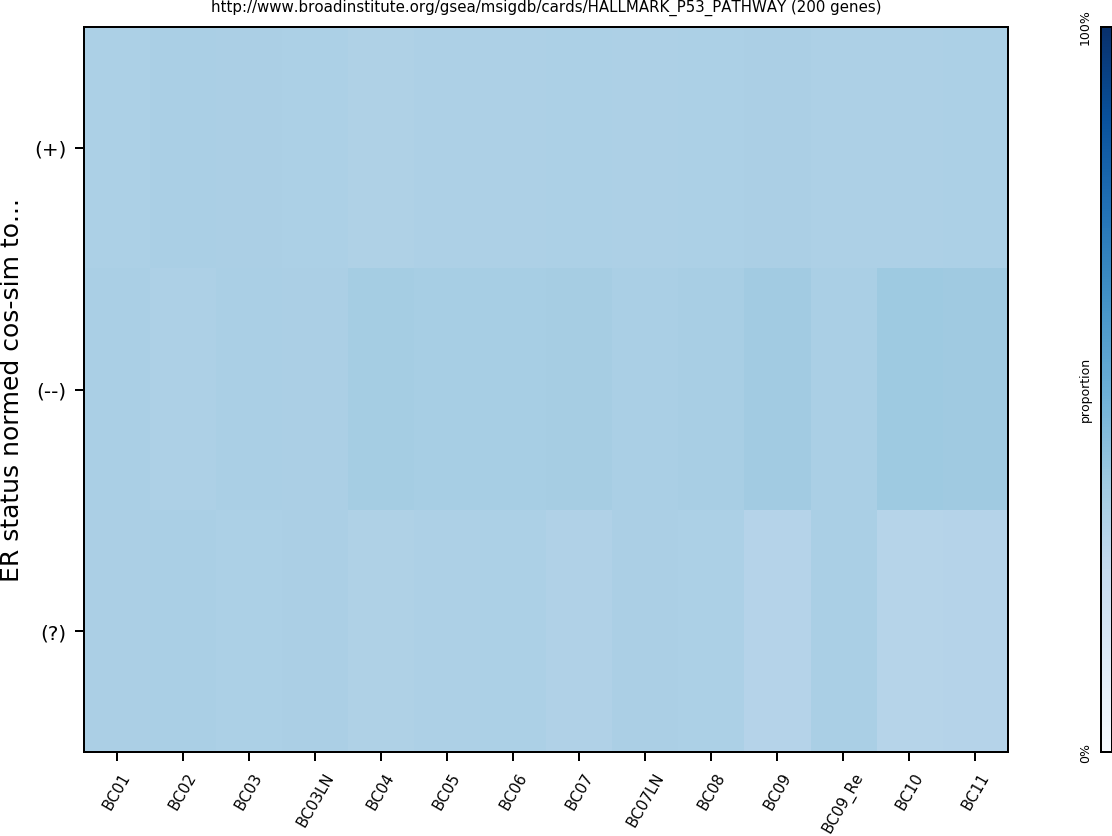 http://www.broadinstitute.org/gsea/msigdb/cards/HALLMARK_P53_PATHWAY (200 genes)
ER status normed cos-sim to...
(+)
(--)
(?)
BC01
BC02
BC03
BC03LN
BC04
BC05
BC06
BC07
BC07LN
BC08
BC09
BC09_Re
BC10
BC11
100%
proportion
0%